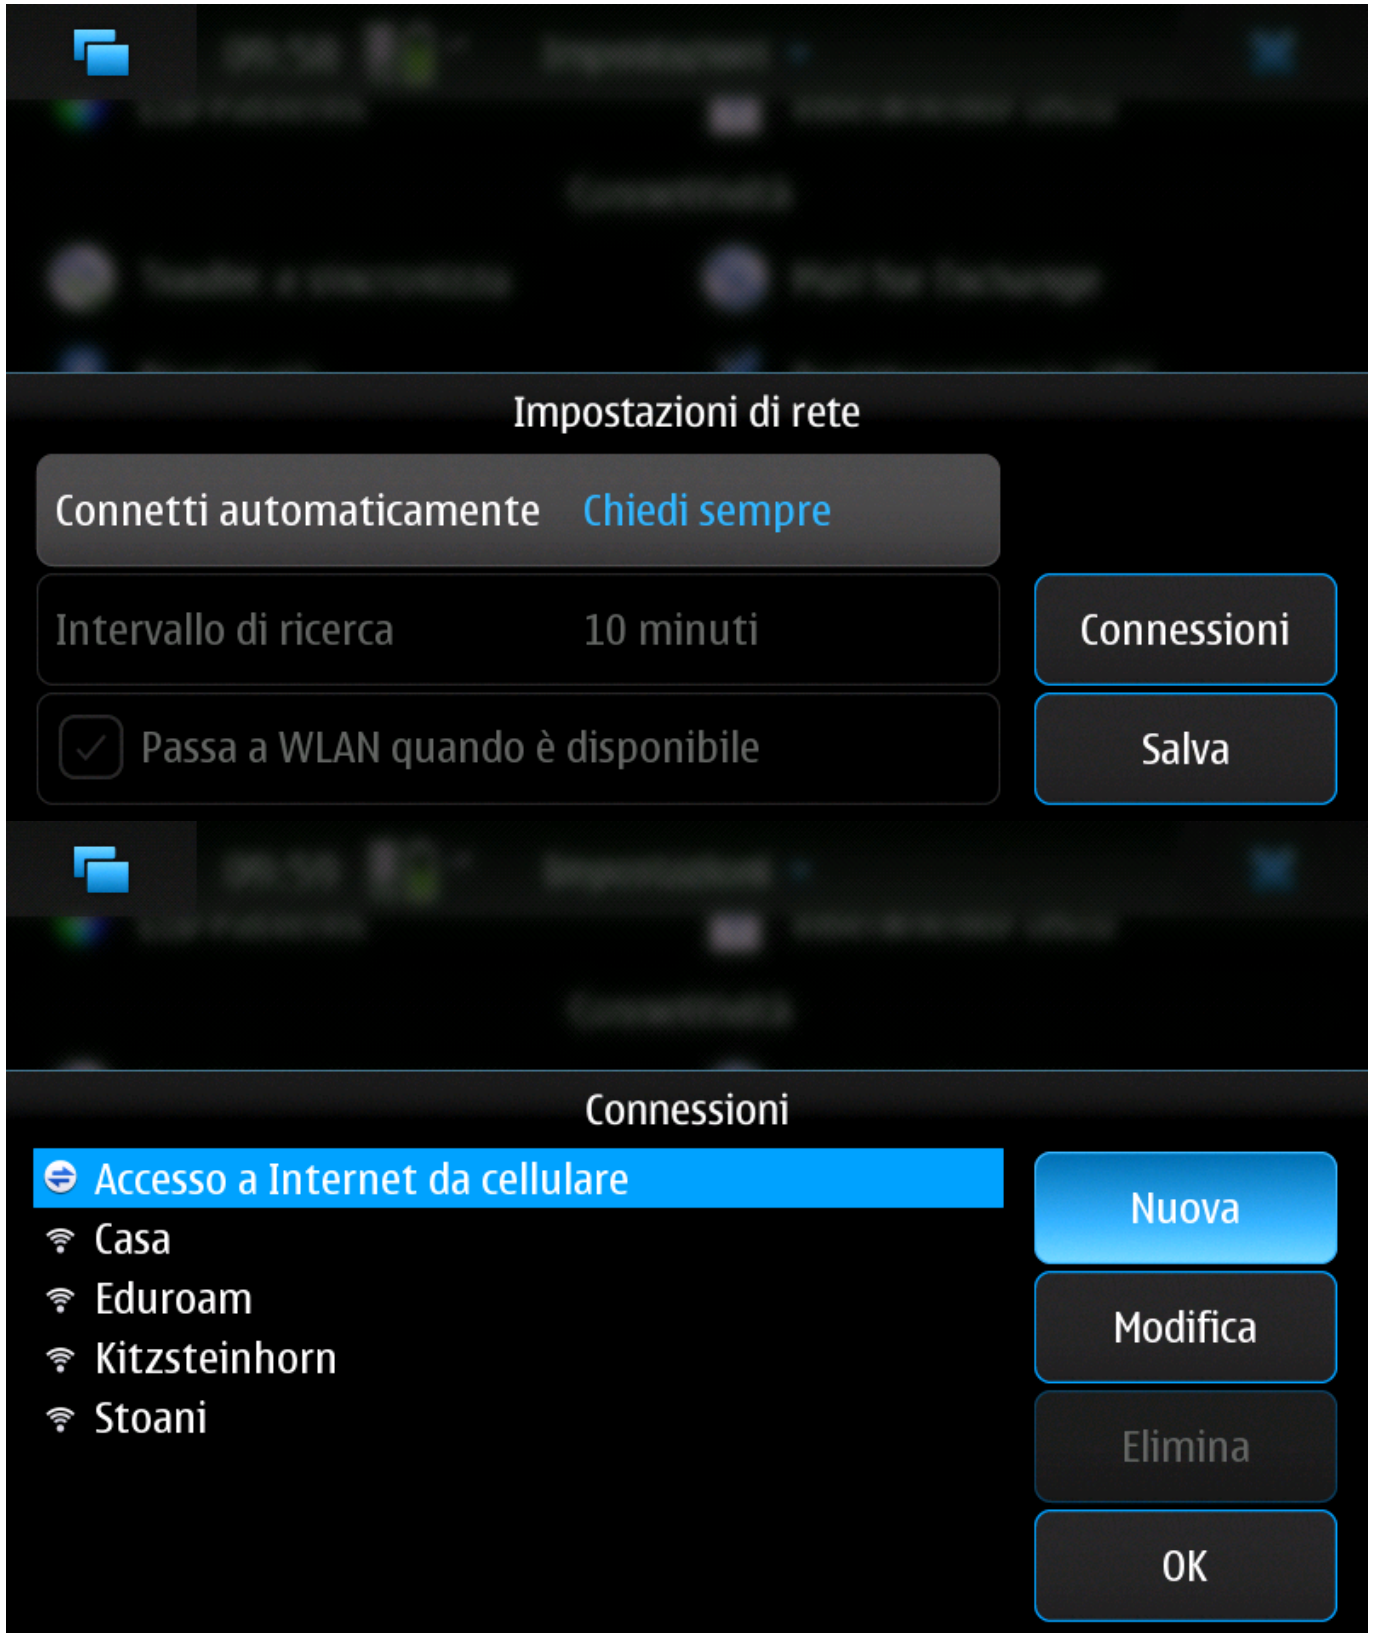 Impostazioni di rete
Connetti automaticamente Chiedi sempre
Intervallo di ricerca 10 minuti
Connessioni
Passa a WLAN quando è disponibile
Salva
Connessioni
Accesso a Internet da cellulare
Casa
Eduroam
Kitzsteinhorn
Stoani
Nuova
Modifica
Elimina
OK